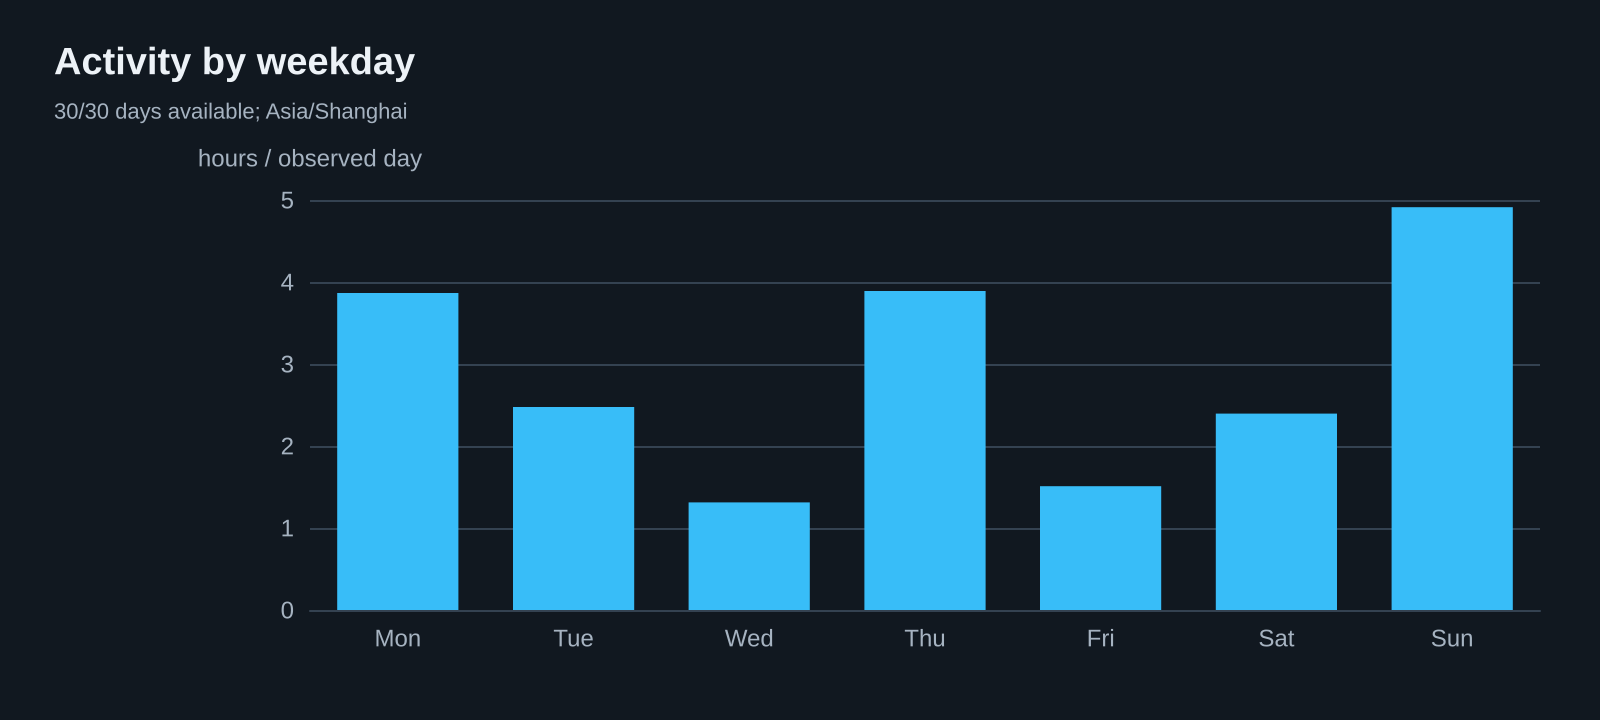 Activity by weekday
30/30 days available; Asia/Shanghai
hours / observed day
5
4
3
2
1
0
Mon Tue Wed Thu Fri Sat Sun